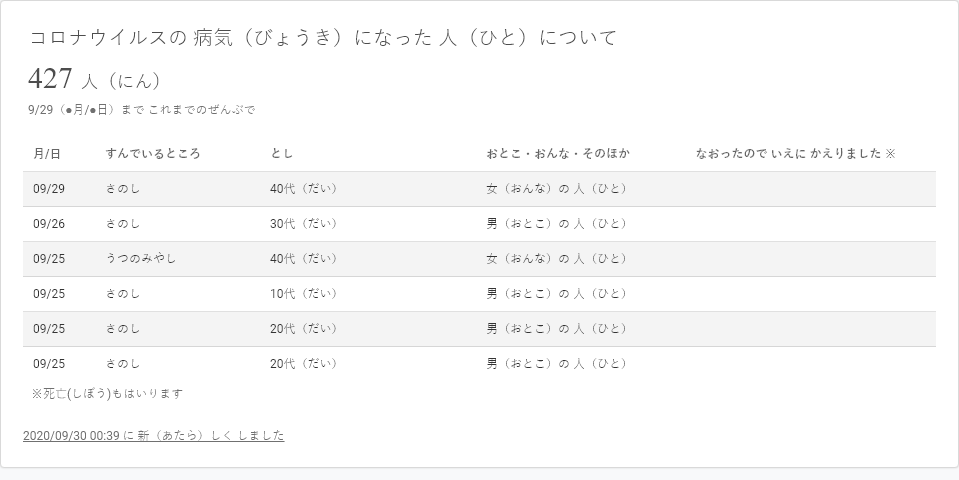 コロナウイルスの 病気（びょうき）になった 人（ひと）について
427 人（にん）
9/29（●月/●日）まで これまでのぜんぶで
月/日 すんでいるところ とし おとこ・おんな・そのほか なおったので いえに かえりました ※
09/29 さのし 40代（だい） 女（おんな）の 人（ひと）
09/26 さのし 30代（だい） 男（おとこ）の 人（ひと）
09/25 うつのみやし 40代（だい） 女（おんな）の 人（ひと）
09/25 さのし 10代（だい） 男（おとこ）の 人（ひと）
09/25 さのし 20代（だい） 男（おとこ）の 人（ひと）
09/25 さのし 20代（だい） 男（おとこ）の 人（ひと）
※死亡(しぼう)もはいります
2020/09/30 00:39 に 新（あたら）しく しました